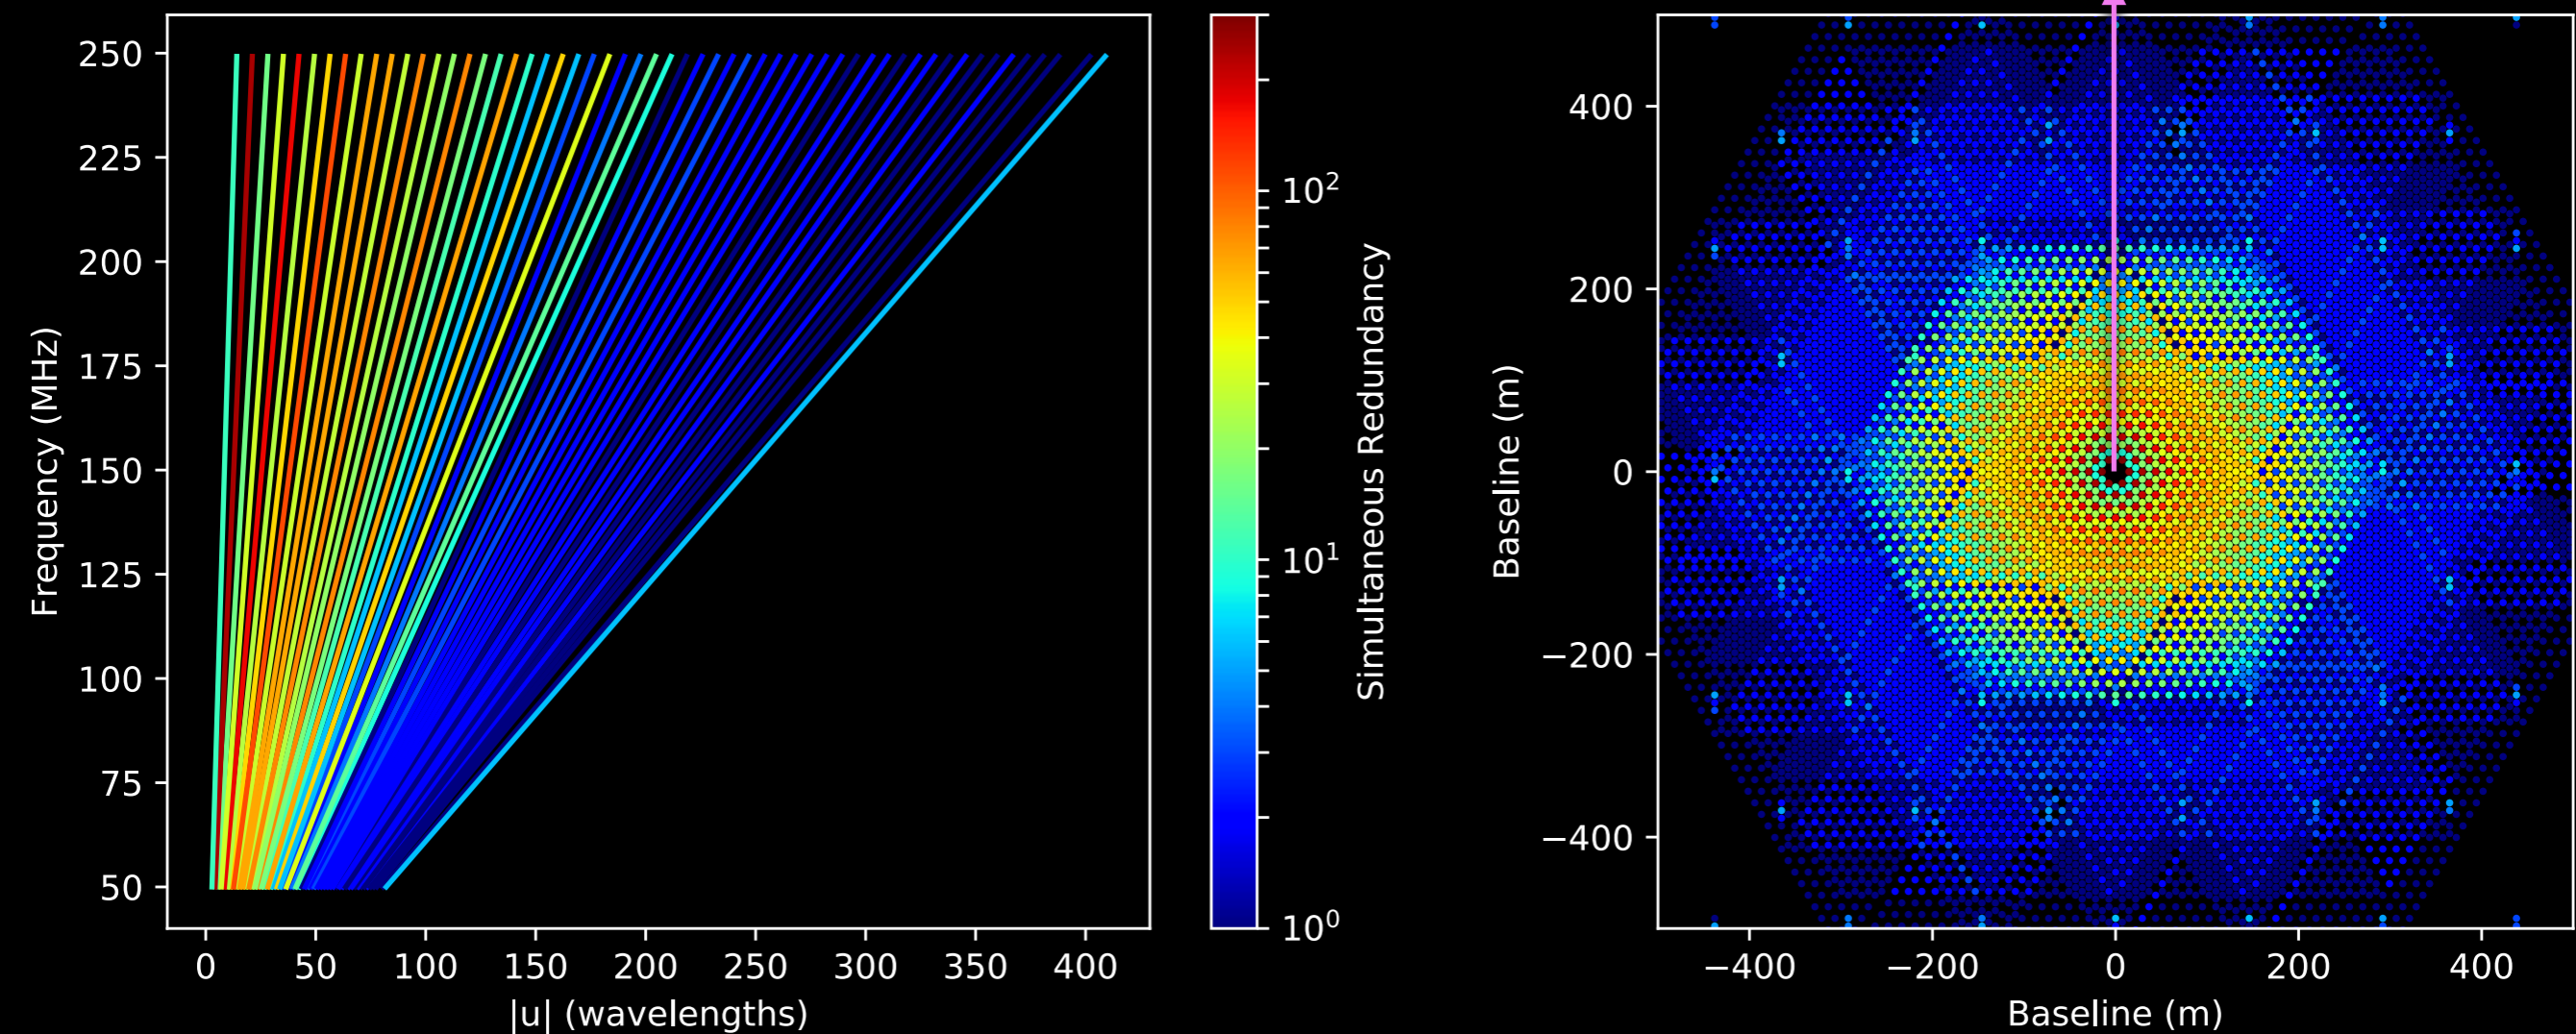 250
225
200
175
150
125
100
75
50
Frequency (MHz)
0 50 100 150 200 250 300 350 400
|u| (wavelengths)
10²
10¹
10⁰
Simultaneous Redundancy
400
200
0
−200
−400
Baseline (m)
−400 −200 0 200 400
Baseline (m)